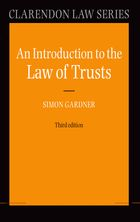 CLARENDON LAW SERIES
An Introduction to the
Law of Trusts
SIMON GARDNER
Third edition